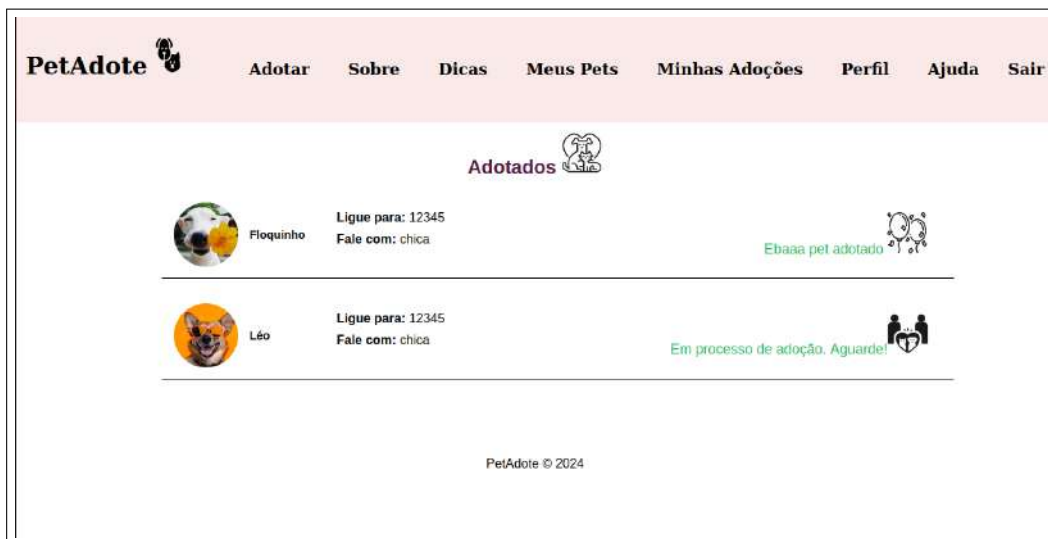 PetAdote Adotar Sobre Dicas Meus Pets Minhas Adoções Perfil Ajuda Sair
Adotados
Floquinho
Ligue para: 12345
Fale com: chica
Ebaaa pet adotado
Léo
Ligue para: 12345
Fale com: chica
Em processo de adoção. Aguarde!
PetAdote © 2024